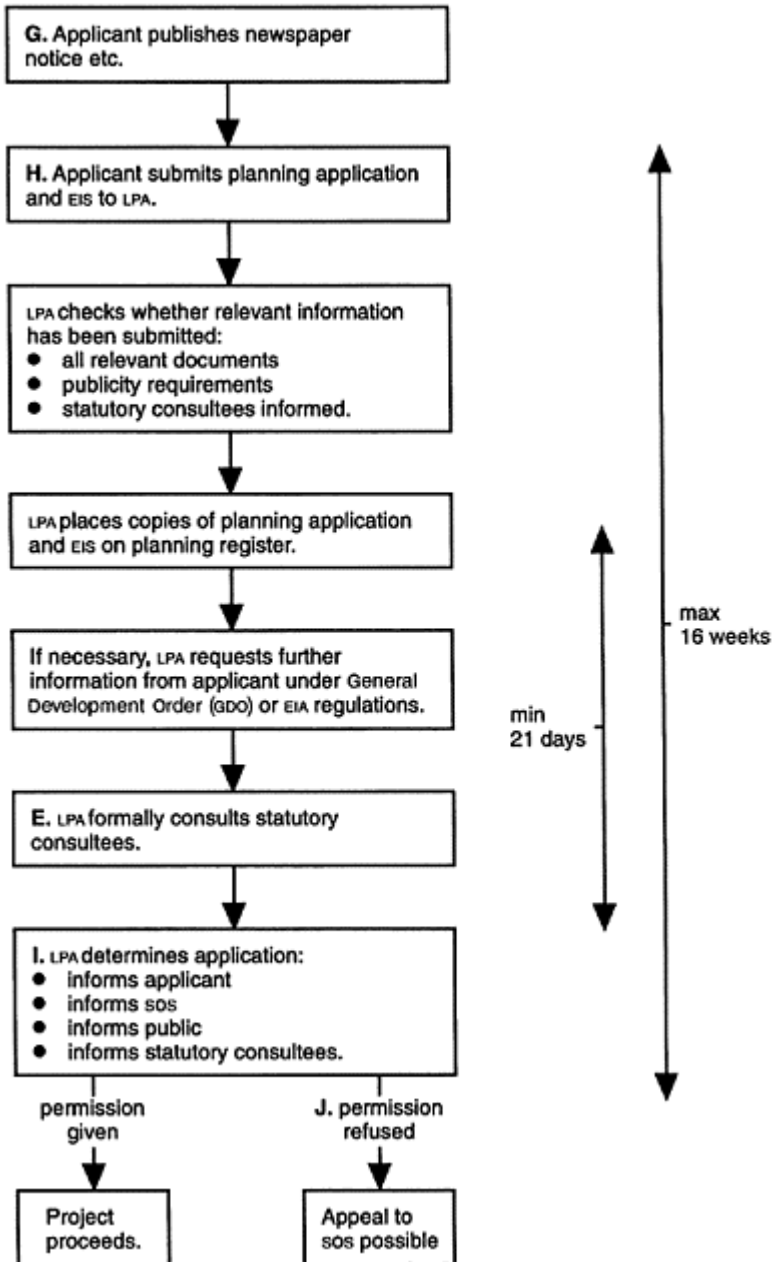 G. Applicant publishes newspaper
notice etc.
H. Applicant submits planning application
and EIS to LPA.
LPA checks whether relevant information
has been submitted:
● all relevant documents
● publicity requirements
● statutory consultees informed.
LPA places copies of planning application
and EIS on planning register.
If necessary, LPA requests further
information from applicant under General
Development Order (GDO) or EIA regulations.
E. LPA formally consults statutory
consultees.
I. LPA determines application:
● informs applicant
● informs SOS
● informs public
● informs statutory consultees.
permission
given
J. permission
refused
Project
proceeds.
Appeal to
SOS possible
min
21 days
max
16 weeks